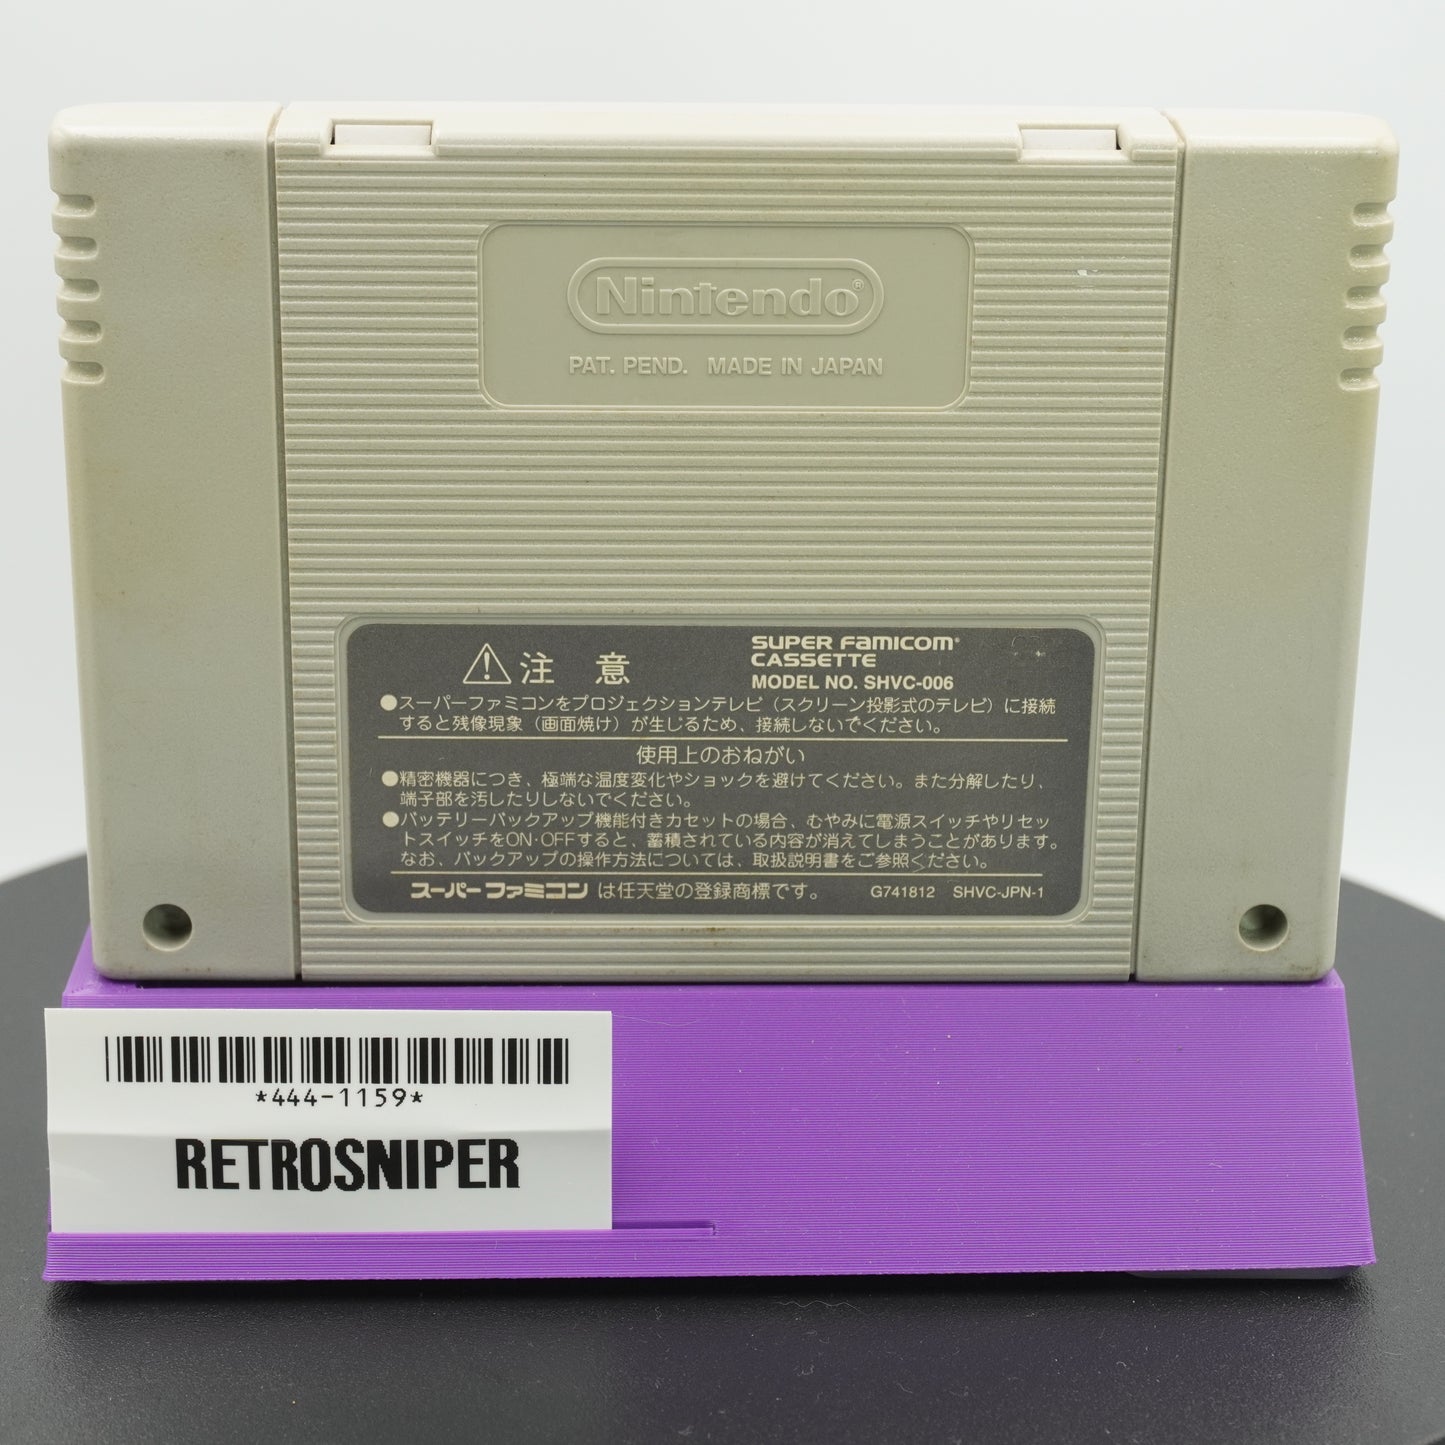 Nintendo®
PAT. PEND. MADE IN JAPAN
注 意
SUPER FAMICOM®
CASSETTE
MODEL NO. SHVC-006
●スーパーファミコンをプロジェクションテレビ（スクリーン投影式のテレビ）に接続
すると残像現象（画面焼け）が生じるため、接続しないでください。
使用上のおねがい
●精密機器につき、極端な温度変化やショックを避けてください。また分解したり、
端子部を汚したりしないでください。
●バッテリーバックアップ機能付きカセットの場合、むやみに電源スイッチやリセッ
トスイッチをON・OFFすると、蓄積されている内容が消えてしまうことがあります。
なお、バックアップの操作方法については、取扱説明書をご参照ください。
スーパーファミコンは任天堂の登録商標です。 G741812 SHVC-JPN-1
*444-1159*
RETROSNIPER